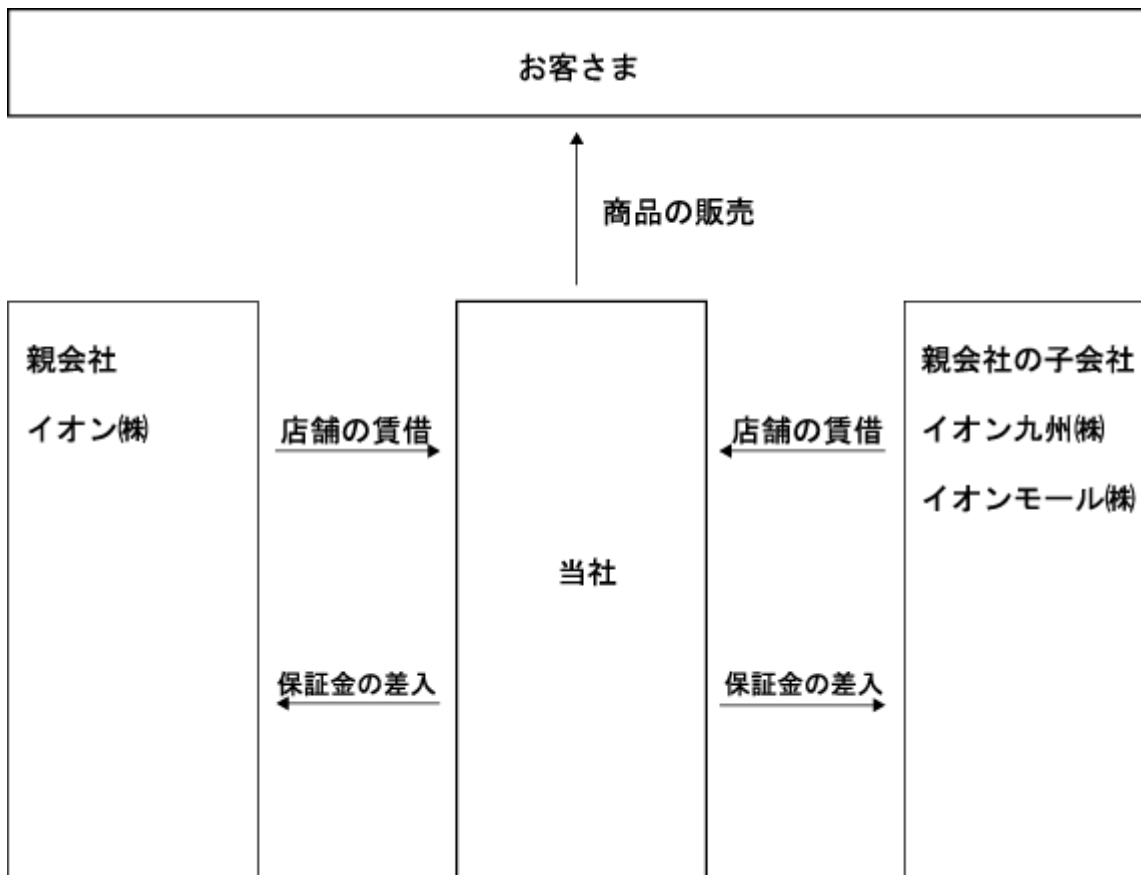 お客さま
商品の販売
親会社
イオン㈱
店舗の賃借
保証金の差入
当社
店舗の賃借
保証金の差入
親会社の子会社
イオン九州㈱
イオンモール㈱